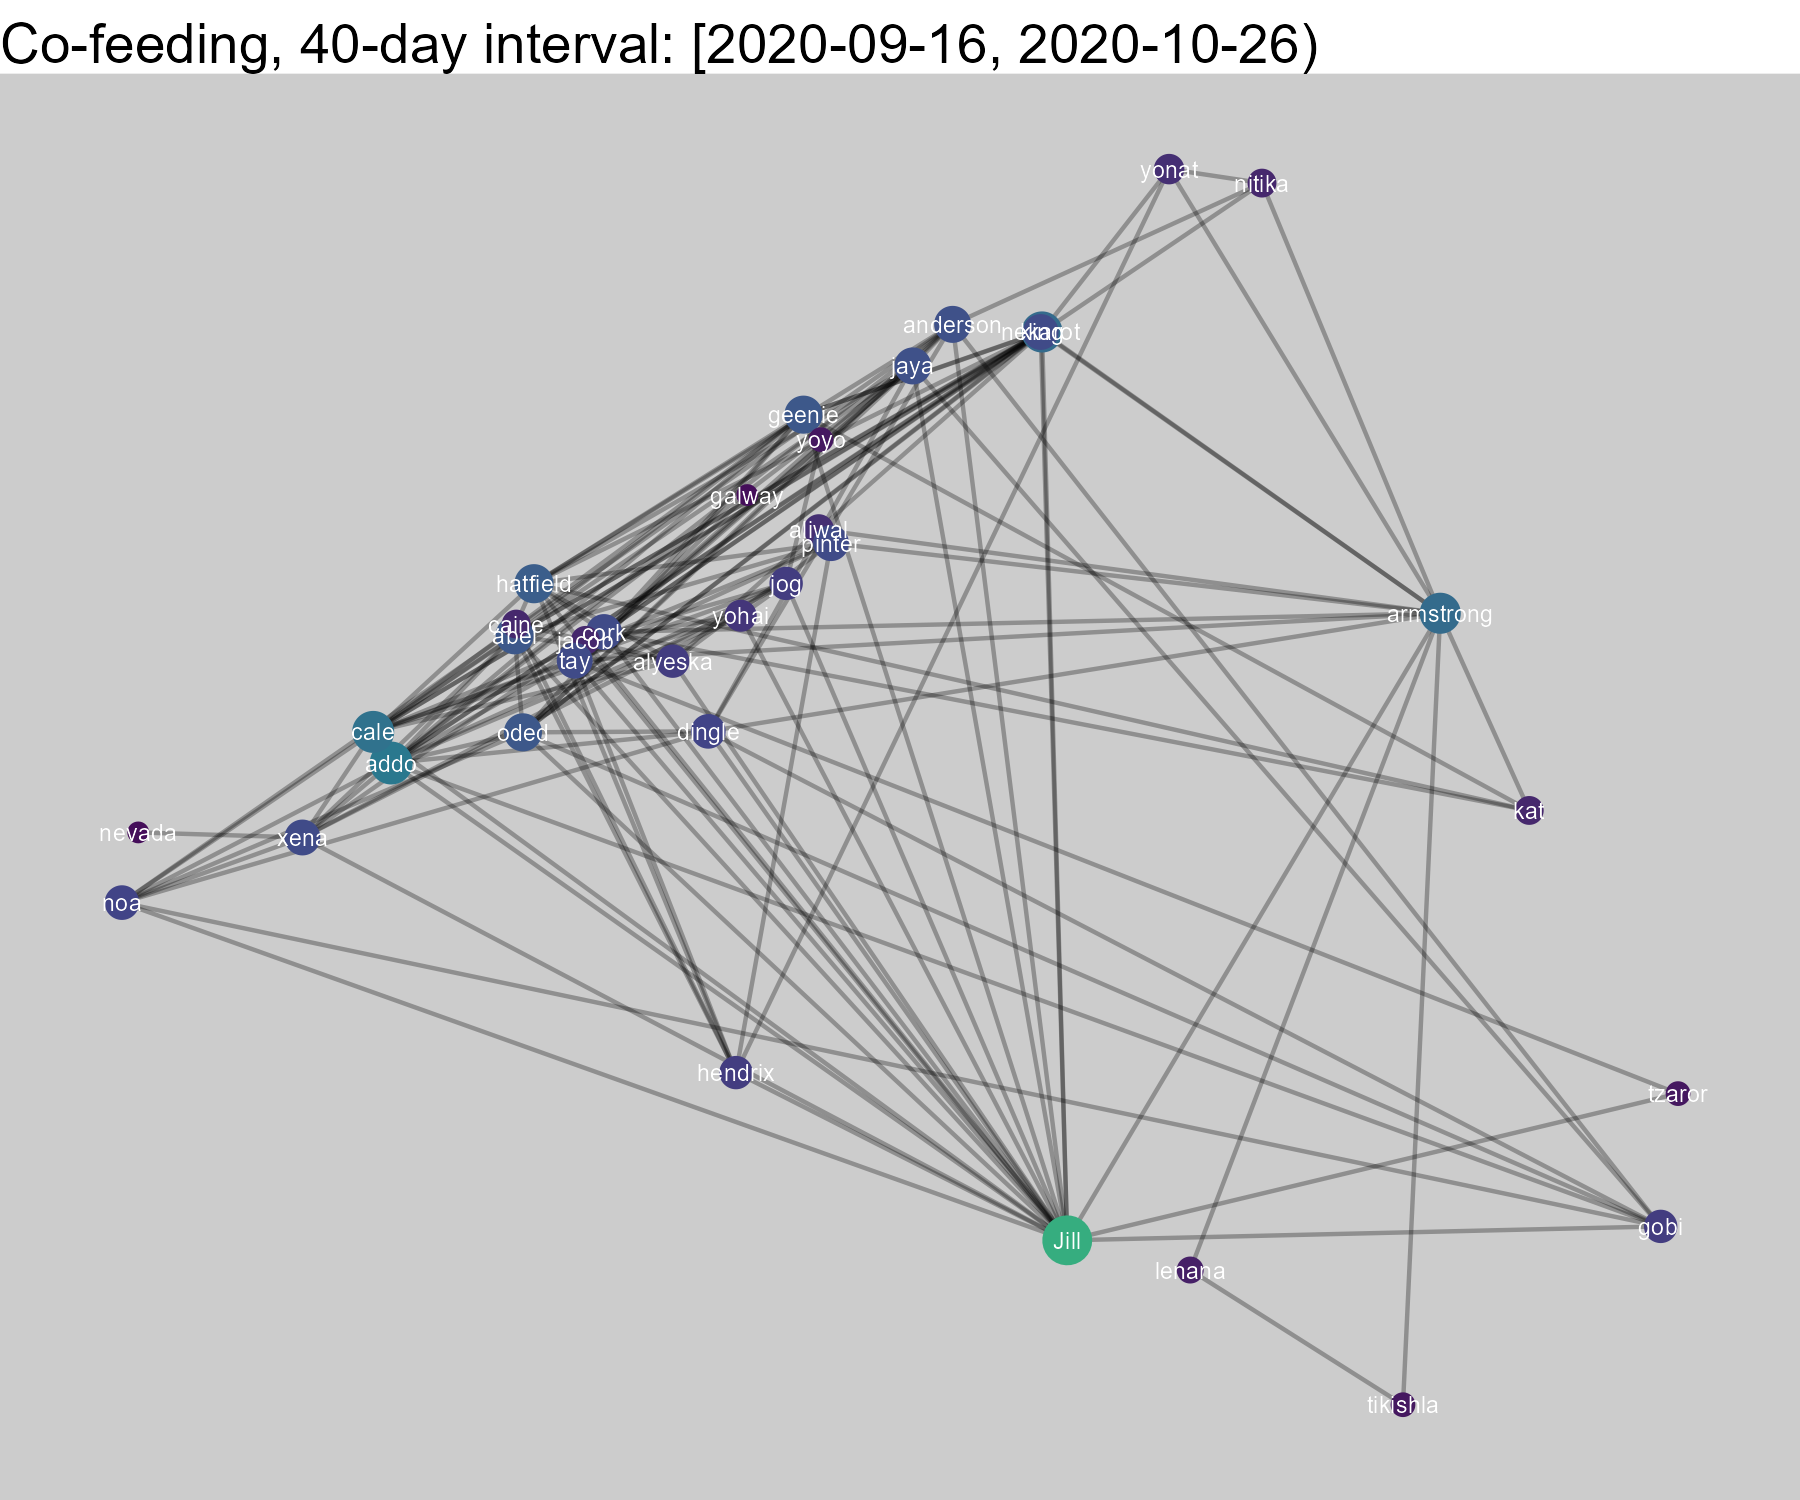 Co-feeding, 40-day interval: [2020-09-16, 2020-10-26)
yonat
nitika
anderson
jaya
geenie
yoyo
galway
aliwal
pinter
hatfield
jog
armstrong
yohai
caine
abel
cork
jacob
tay
alyeska
cale
oded
dingle
addo
kat
nevada
xena
noa
hendrix
tzaror
gobi
Jill
lenana
tikishla